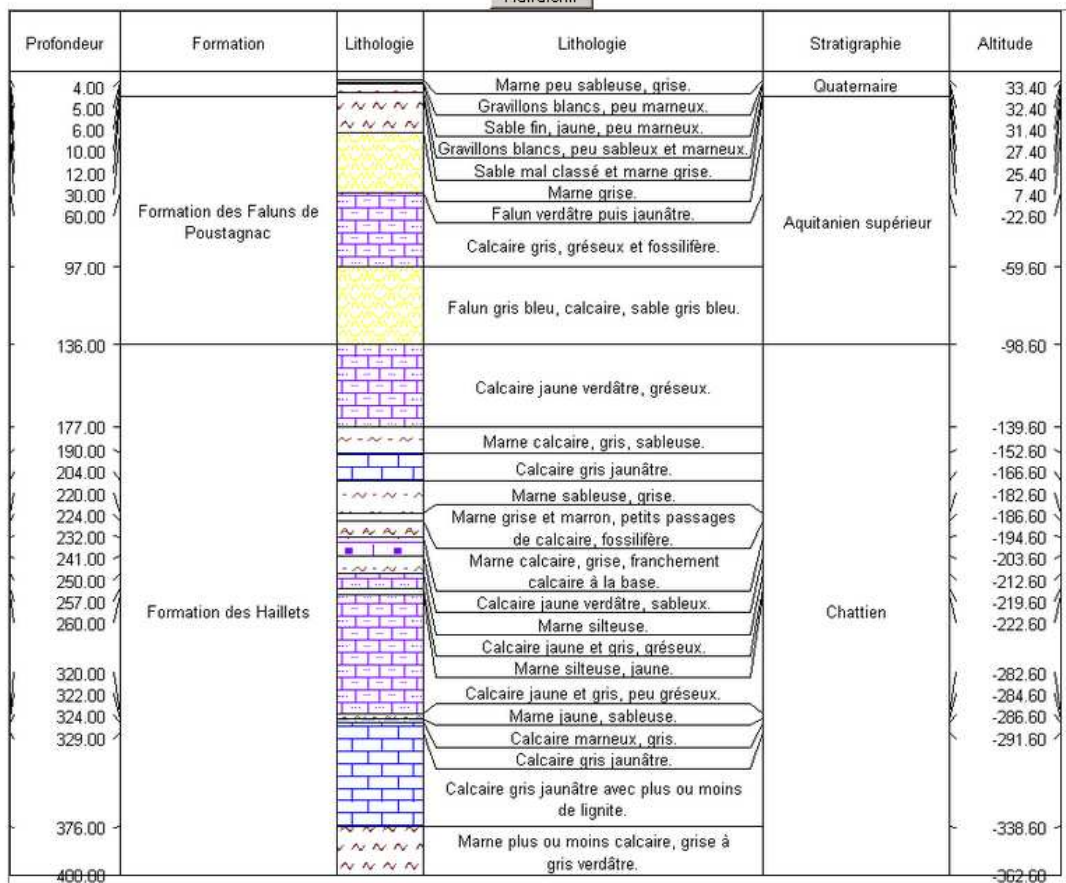 Profondeur Formation Lithologie Lithologie Stratigraphie Altitude
4.00 Marne peu sableuse, grise. Quaternaire 33.40
5.00 Gravillons blancs, peu marneux. 32.40
6.00 Sable fin, jaune, peu marneux. 31.40
10.00 Gravillons blancs, peu sableux et marneux. 27.40
12.00 Sable mal classé et marne grise. 25.40
30.00 Marne grise. 7.40
60.00 Formation des Faluns de Falun verdâtre puis jaunâtre. -22.60
Poustagnac Aquitanien supérieur
Calcaire gris, gréseux et fossilifère.
97.00 -59.60
Falun gris bleu, calcaire, sable gris bleu.
136.00 -98.60
Calcaire jaune verdâtre, gréseux.
177.00 -139.60
Marne calcaire, gris, sableuse.
190.00 -152.60
204.00 Calcaire gris jaunâtre. -166.60
220.00 Marne sableuse, grise. -182.60
224.00 Marne grise et marron, petits passages -186.60
232.00 de calcaire, fossilifère. -194.60
241.00 Marne calcaire, grise, franchement -203.60
250.00 calcaire à la base. -212.60
257.00 Calcaire jaune verdâtre, sableux. -219.60
260.00 Formation des Haillets Marne silteuse. Chattien -222.60
Calcaire jaune et gris, gréseux.
320.00 Marne silteuse, jaune. -282.60
322.00 Calcaire jaune et gris, peu gréseux. -284.60
324.00 Marne jaune, sableuse. -286.60
329.00 Calcaire marneux, gris. -291.60
Calcaire gris jaunâtre.
Calcaire gris jaunâtre avec plus ou moins
de lignite.
376.00 -338.60
Marne plus ou moins calcaire, grise à
gris verdâtre.
400.00 -362.60